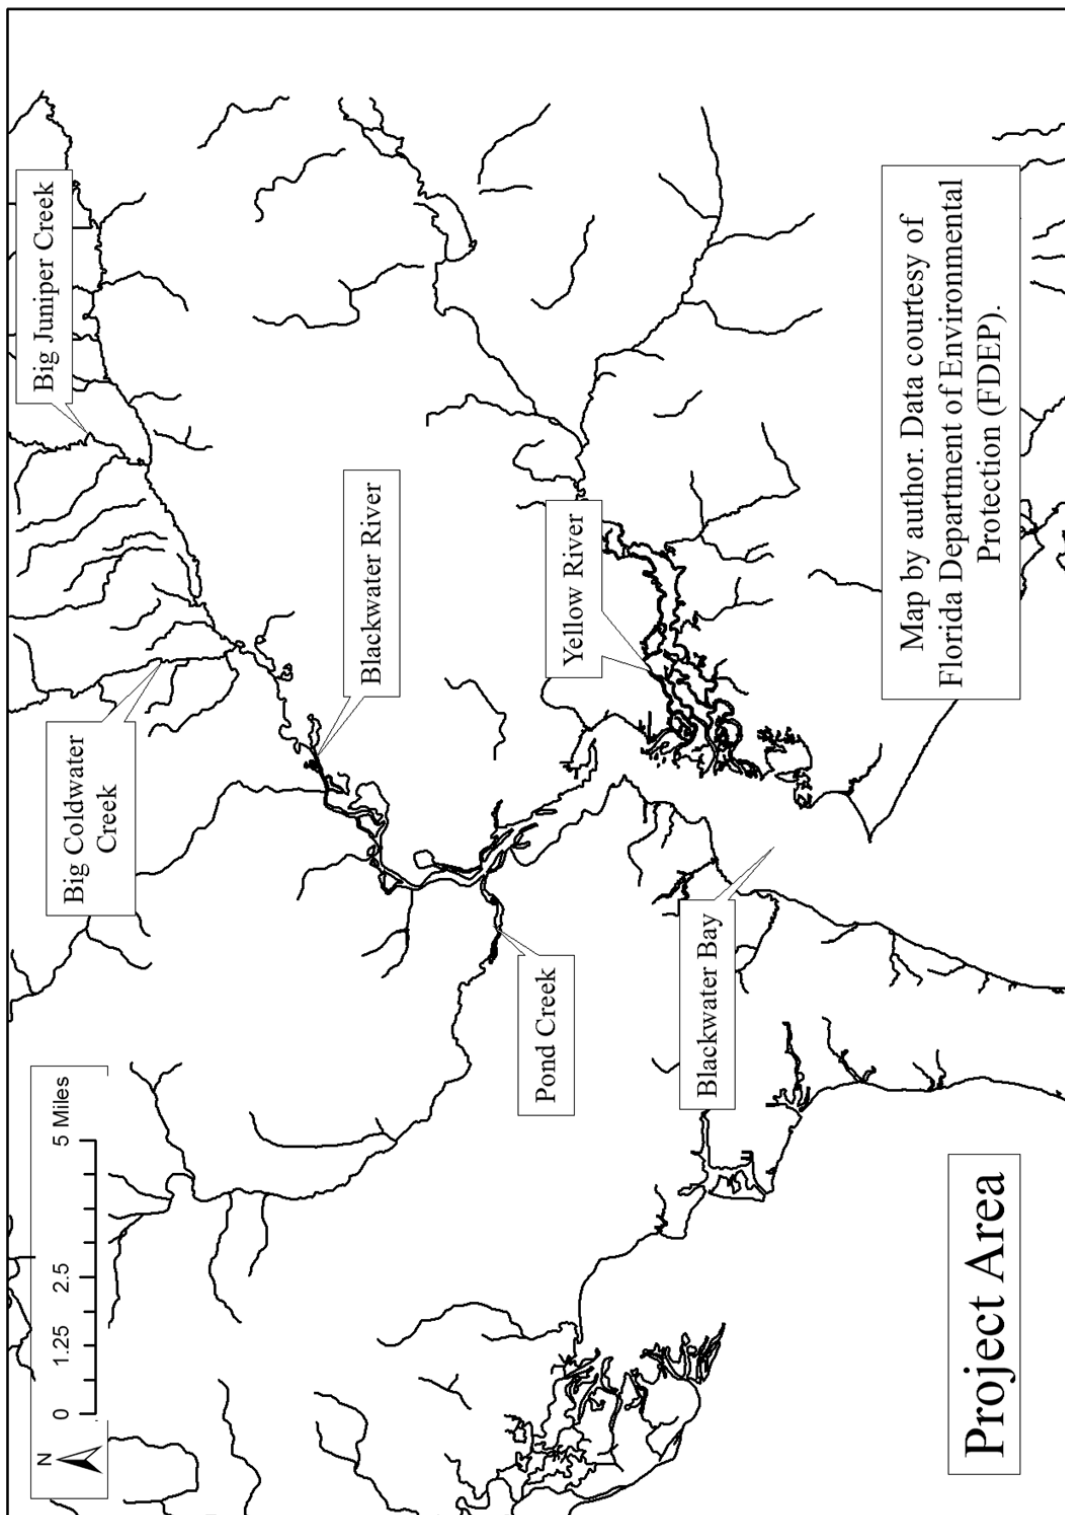 Big Juniper Creek
Big Coldwater
Creek
Blackwater River
Yellow River
Pond Creek
Blackwater Bay
N
0 1.25 2.5 5 Miles
Map by author. Data courtesy of
Florida Department of Environmental
Protection (FDEP).
Project Area